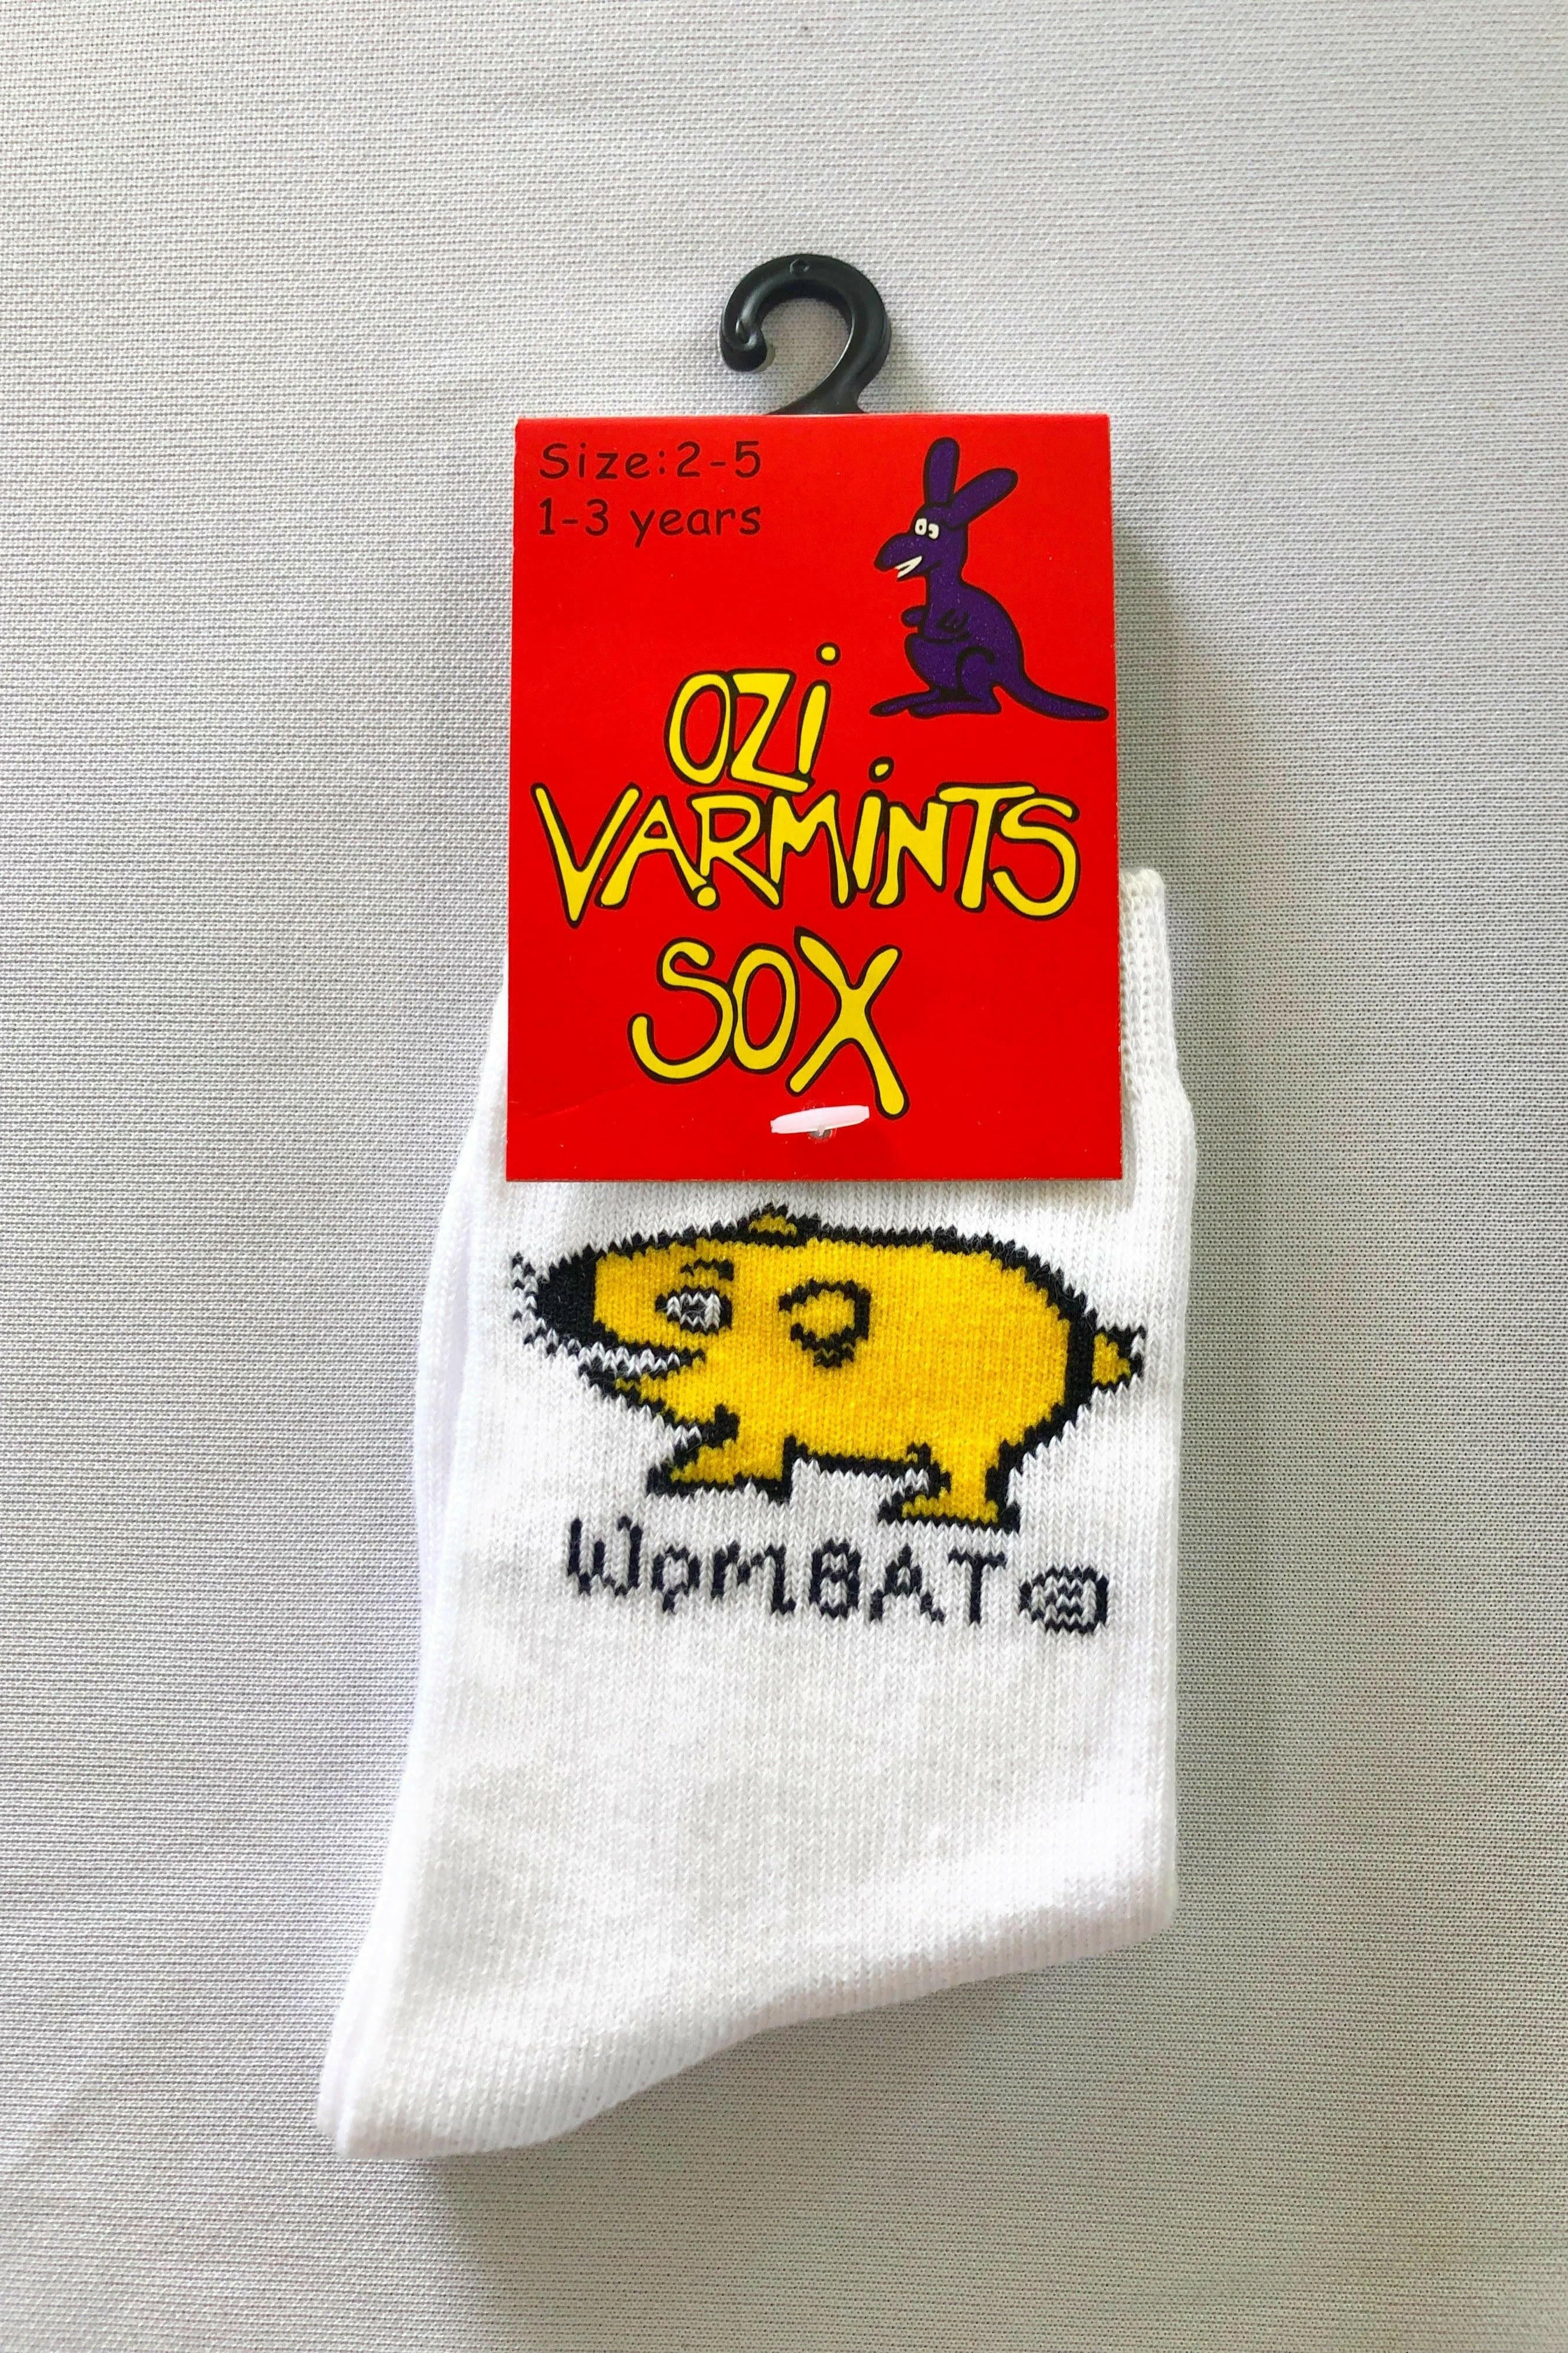 Size:2-5
1-3 years
OZi
VARMiNTS
SOX
WOMBAT